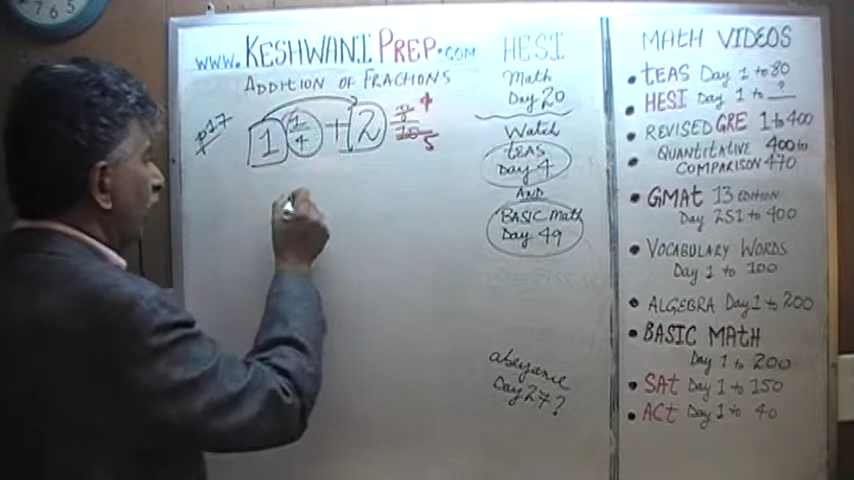 7 6 5
www.KESHWANI PREP.COM
ADDITION OF FRACTIONS
p17
1 1/4 + 2
5
HESI
Math
Day 20
Watch
TEAS
Day 4
AND
BASIC Math
Day 49
abeyance
Day 27?
MATH VIDEOS
• TEAS Day 1 to 80
• HESI Day 1 to ?
• REVISED GRE 1 to 400
• QUANTITATIVE 400 to
COMPARISON 470
• GMAT 13 EDITION
Day 251 to 400
• VOCABULARY WORDS
Day 1 to 100
• ALGEBRA Day 1 to 200
• BASIC MATH
Day 1 to 200
• SAT Day 1 to 150
• ACT Day 1 to 40